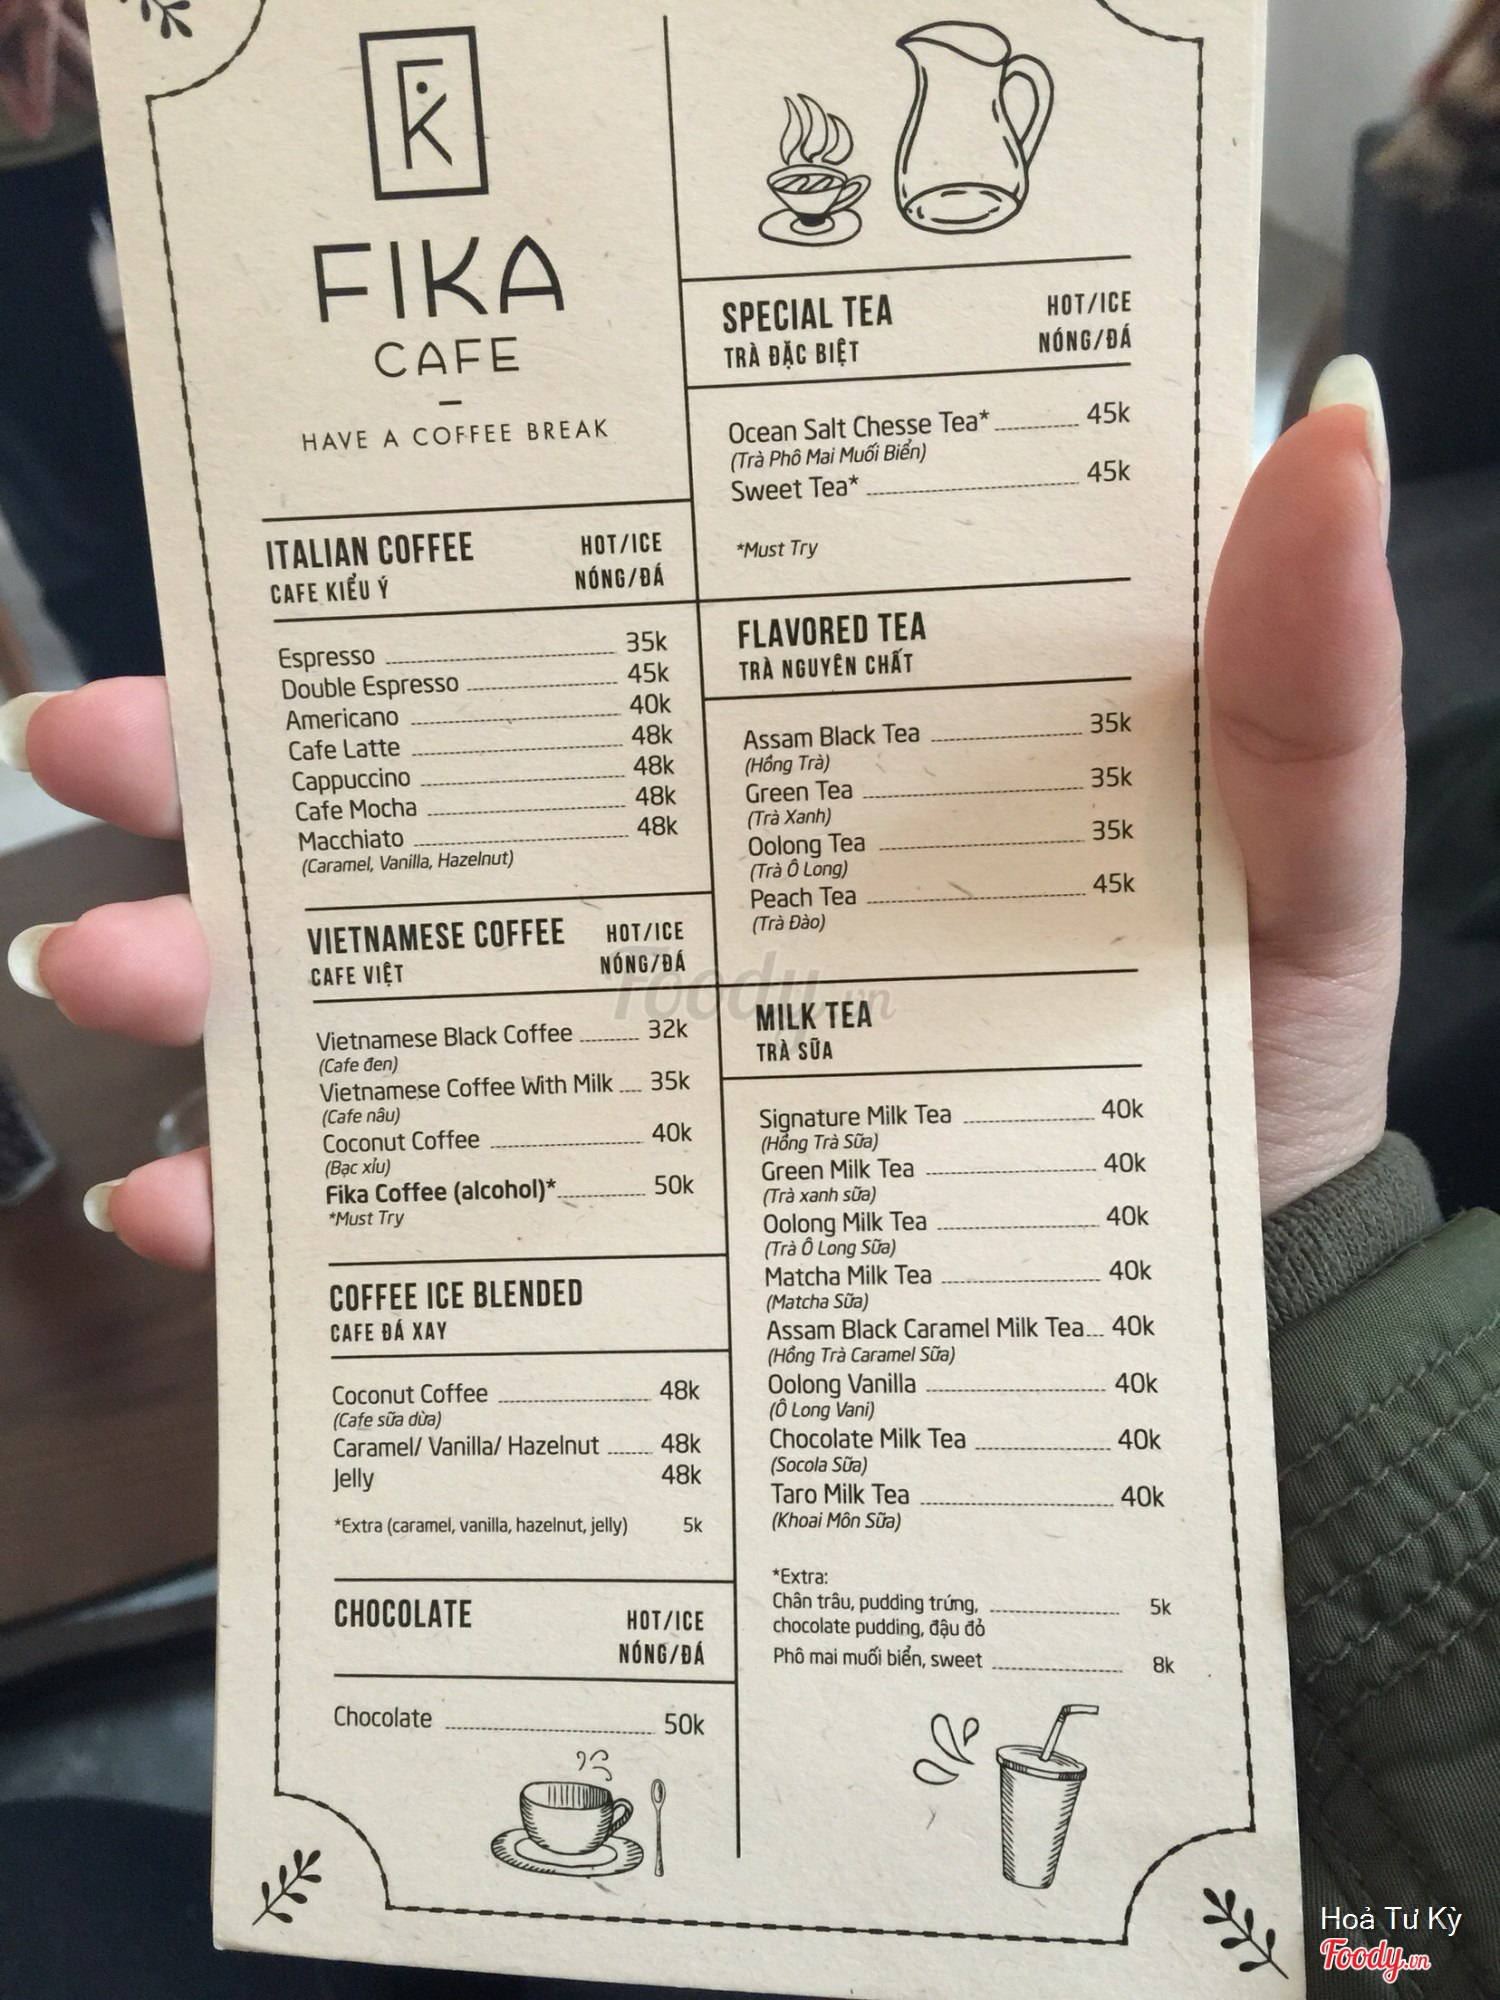 FK
FIKA
CAFE
HAVE A COFFEE BREAK
ITALIAN COFFEE HOT/ICE
CAFE KIỂU Ý NÓNG/ĐÁ
Espresso 35k
Double Espresso 45k
Americano 40k
Cafe Latte 48k
Cappuccino 48k
Cafe Mocha 48k
Macchiato 48k
(Caramel, Vanilla, Hazelnut)
VIETNAMESE COFFEE HOT/ICE
CAFE VIỆT NÓNG/ĐÁ
Vietnamese Black Coffee 32k
(Cafe đen)
Vietnamese Coffee With Milk 35k
(Cafe nâu)
Coconut Coffee 40k
(Bạc xỉu)
Fika Coffee (alcohol)* 50k
*Must Try
COFFEE ICE BLENDED
CAFE ĐÁ XAY
Coconut Coffee 48k
(Cafe sữa dừa)
Caramel/ Vanilla/ Hazelnut 48k
Jelly 48k
*Extra (caramel, vanilla, hazelnut, jelly) 5k
CHOCOLATE HOT/ICE
NÓNG/ĐÁ
Chocolate 50k
SPECIAL TEA HOT/ICE
TRÀ ĐẶC BIỆT NÓNG/ĐÁ
Ocean Salt Chesse Tea* 45k
(Trà Phô Mai Muối Biển)
Sweet Tea* 45k
*Must Try
FLAVORED TEA
TRÀ NGUYÊN CHẤT
Assam Black Tea 35k
(Hồng Trà)
Green Tea 35k
(Trà Xanh)
Oolong Tea 35k
(Trà Ô Long)
Peach Tea 45k
(Trà Đào)
MILK TEA
TRÀ SỮA
Signature Milk Tea 40k
(Hồng Trà Sữa)
Green Milk Tea 40k
(Trà xanh sữa)
Oolong Milk Tea 40k
(Trà Ô Long Sữa)
Matcha Milk Tea 40k
(Matcha Sữa)
Assam Black Caramel Milk Tea 40k
(Hồng Trà Caramel Sữa)
Oolong Vanilla 40k
(Ô Long Vani)
Chocolate Milk Tea 40k
(Socola Sữa)
Taro Milk Tea 40k
(Khoai Môn Sữa)
*Extra:
Chân trâu, pudding trứng, 5k
chocolate pudding, đậu đỏ
Phô mai muối biển, sweet 8k
Foody.vn
Hoả Tư Kỳ
Foody.vn